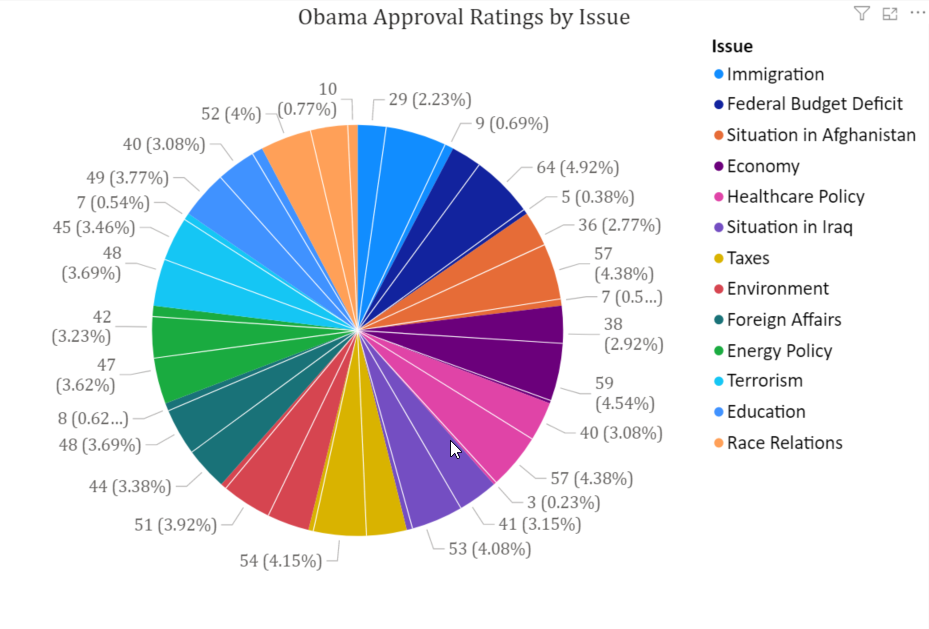 Obama Approval Ratings by Issue
Issue
Immigration
Federal Budget Deficit
Situation in Afghanistan
Economy
Healthcare Policy
Situation in Iraq
Taxes
Environment
Foreign Affairs
Energy Policy
Terrorism
Education
Race Relations
29 (2.23%)
9 (0.69%)
64 (4.92%)
5 (0.38%)
36 (2.77%)
57
(4.38%)
7 (0.5...)
38
(2.92%)
59
(4.54%)
40 (3.08%)
57 (4.38%)
3 (0.23%)
41 (3.15%)
53 (4.08%)
54 (4.15%)
51 (3.92%)
44 (3.38%)
48 (3.69%)
8 (0.62...)
47
(3.62%)
42
(3.23%)
48
(3.69%)
45 (3.46%)
7 (0.54%)
49 (3.77%)
40 (3.08%)
52 (4%)
10
(0.77%)